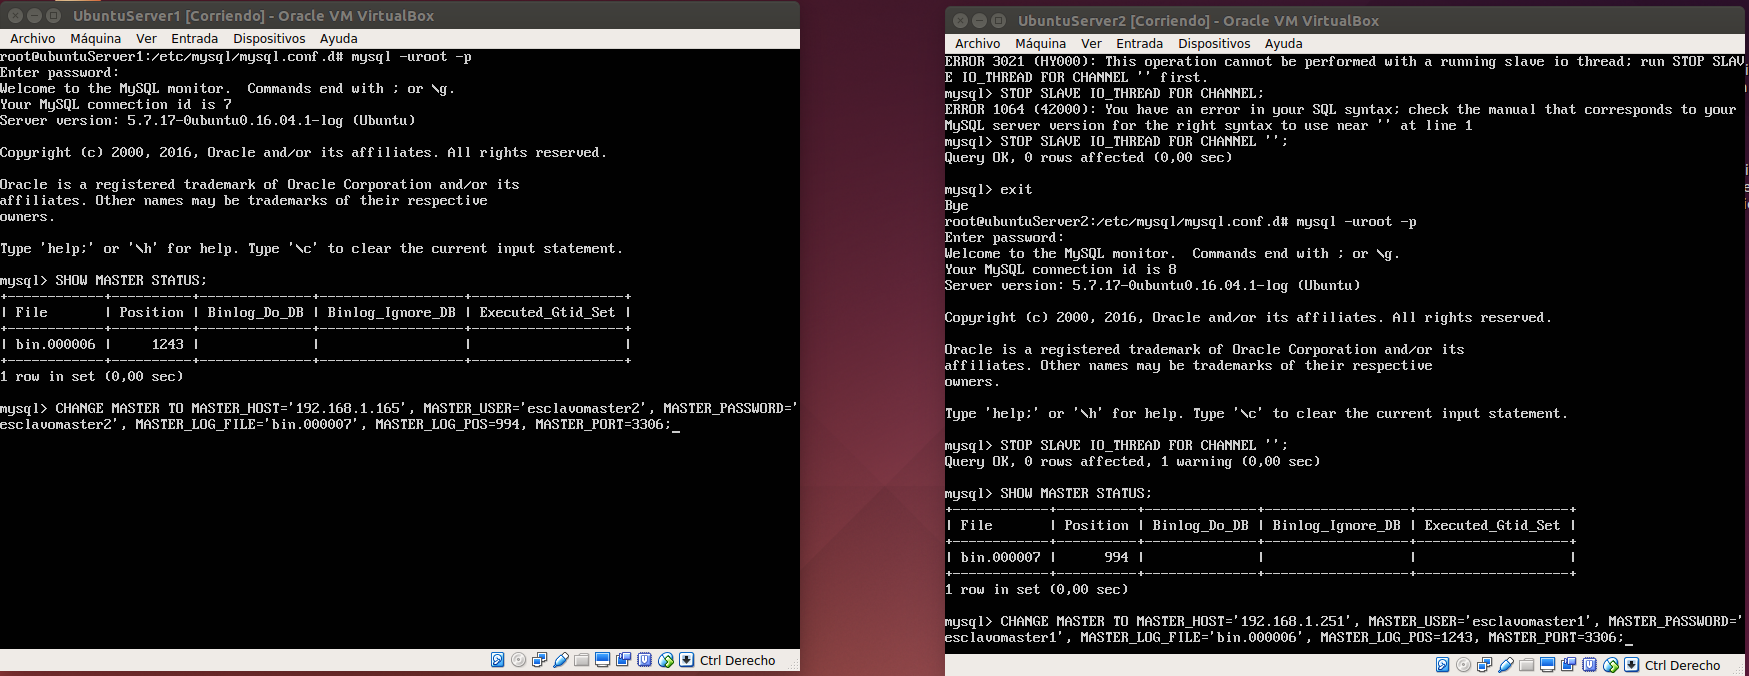 UbuntuServer1 [Corriendo] - Oracle VM VirtualBox
Archivo Máquina Ver Entrada Dispositivos Ayuda
root@ubuntuServer1:/etc/mysql/mysql.conf.d# mysql -uroot -p
Enter password:
Welcome to the MySQL monitor.  Commands end with ; or \g.
Your MySQL connection id is 7
Server version: 5.7.17-0ubuntu0.16.04.1-log (Ubuntu)
Copyright (c) 2000, 2016, Oracle and/or its affiliates. All rights reserved.
Oracle is a registered trademark of Oracle Corporation and/or its
affiliates. Other names may be trademarks of their respective
owners.
Type 'help;' or '\h' for help. Type '\c' to clear the current input statement.
mysql> SHOW MASTER STATUS;
+------------+----------+--------------+------------------+-------------------+
| File       | Position | Binlog_Do_DB | Binlog_Ignore_DB | Executed_Gtid_Set |
+------------+----------+--------------+------------------+-------------------+
| bin.000006 |     1243 |              |                  |                   |
+------------+----------+--------------+------------------+-------------------+
1 row in set (0,00 sec)
mysql> CHANGE MASTER TO MASTER_HOST='192.168.1.165', MASTER_USER='esclavomaster2', MASTER_PASSWORD='
esclavomaster2', MASTER_LOG_FILE='bin.000007', MASTER_LOG_POS=994, MASTER_PORT=3306;_
Ctrl Derecho
UbuntuServer2 [Corriendo] - Oracle VM VirtualBox
Archivo Máquina Ver Entrada Dispositivos Ayuda
ERROR 3021 (HY000): This operation cannot be performed with a running slave io thread; run STOP SLAV
E IO_THREAD FOR CHANNEL '' first.
mysql> STOP SLAVE IO_THREAD FOR CHANNEL;
ERROR 1064 (42000): You have an error in your SQL syntax; check the manual that corresponds to your
MySQL server version for the right syntax to use near '' at line 1
mysql> STOP SLAVE IO_THREAD FOR CHANNEL '';
Query OK, 0 rows affected (0,00 sec)
mysql> exit
Bye
root@ubuntuServer2:/etc/mysql/mysql.conf.d# mysql -uroot -p
Enter password:
Welcome to the MySQL monitor.  Commands end with ; or \g.
Your MySQL connection id is 8
Server version: 5.7.17-0ubuntu0.16.04.1-log (Ubuntu)
Copyright (c) 2000, 2016, Oracle and/or its affiliates. All rights reserved.
Oracle is a registered trademark of Oracle Corporation and/or its
affiliates. Other names may be trademarks of their respective
owners.
Type 'help;' or '\h' for help. Type '\c' to clear the current input statement.
mysql> STOP SLAVE IO_THREAD FOR CHANNEL '';
Query OK, 0 rows affected, 1 warning (0,00 sec)
mysql> SHOW MASTER STATUS;
+------------+----------+--------------+------------------+-------------------+
| File       | Position | Binlog_Do_DB | Binlog_Ignore_DB | Executed_Gtid_Set |
+------------+----------+--------------+------------------+-------------------+
| bin.000007 |      994 |              |                  |                   |
+------------+----------+--------------+------------------+-------------------+
1 row in set (0,00 sec)
mysql> CHANGE MASTER TO MASTER_HOST='192.168.1.251', MASTER_USER='esclavomaster1', MASTER_PASSWORD='
esclavomaster1', MASTER_LOG_FILE='bin.000006', MASTER_LOG_POS=1243, MASTER_PORT=3306;_
Ctrl Derecho